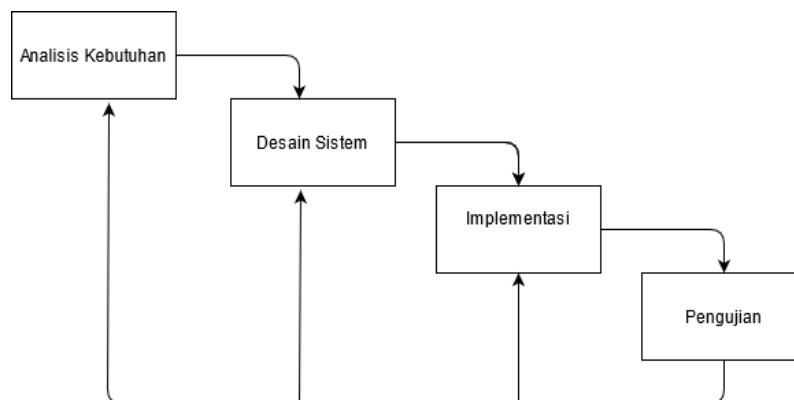 Analisis Kebutuhan
Desain Sistem
Implementasi
Pengujian